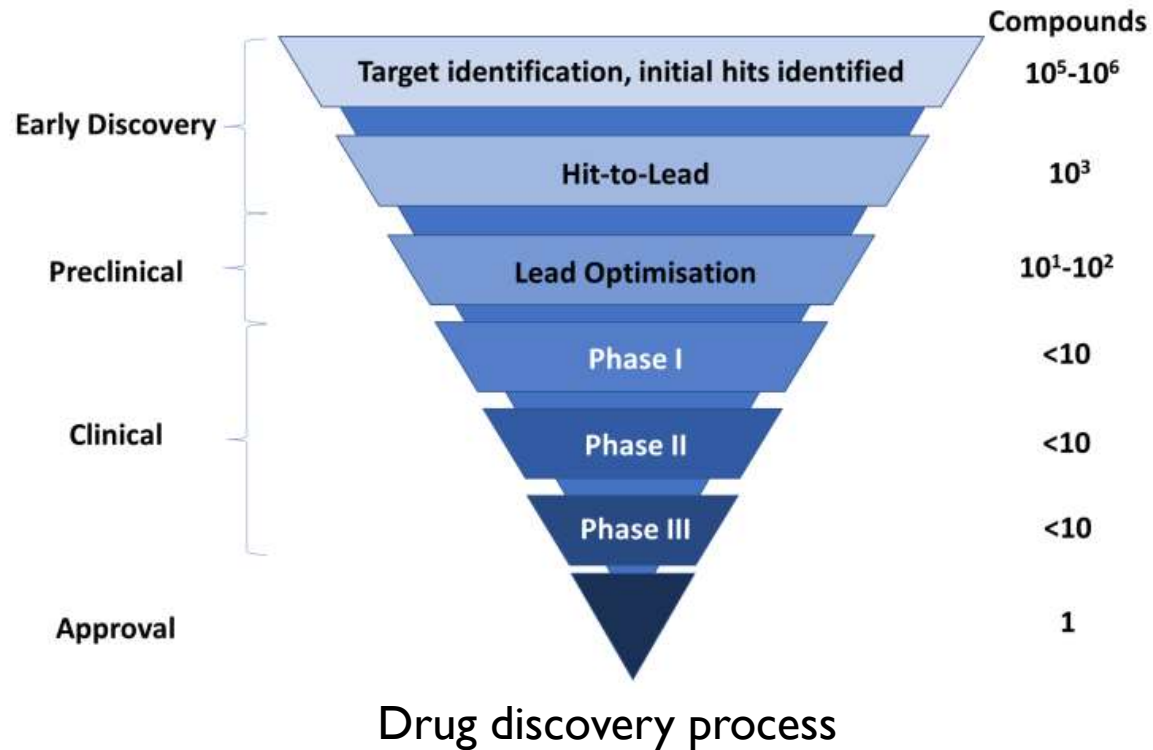 Compounds
Target identification, initial hits identified
10⁵-10⁶
Early Discovery
Hit-to-Lead
10³
Preclinical
Lead Optimisation
10¹-10²
Phase I
<10
Clinical
Phase II
<10
Phase III
<10
Approval
1
Drug discovery process